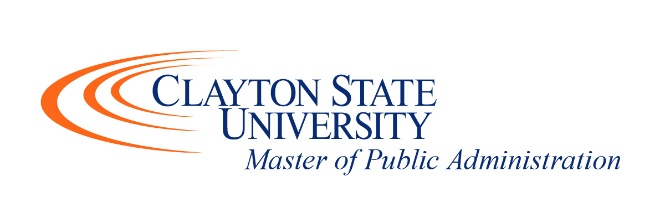 CLAYTON STATE
UNIVERSITY
Master of Public Administration